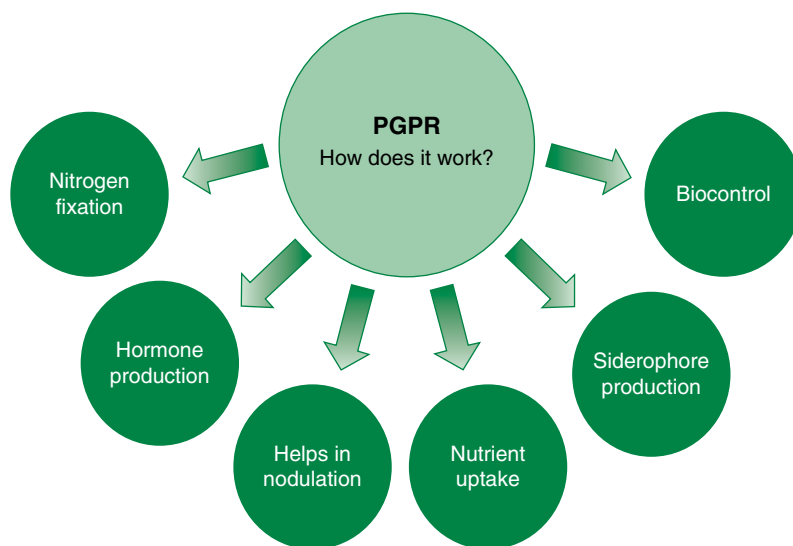 PGPR
How does it work?
Nitrogen
fixation
Hormone
production
Helps in
nodulation
Nutrient
uptake
Siderophore
production
Biocontrol